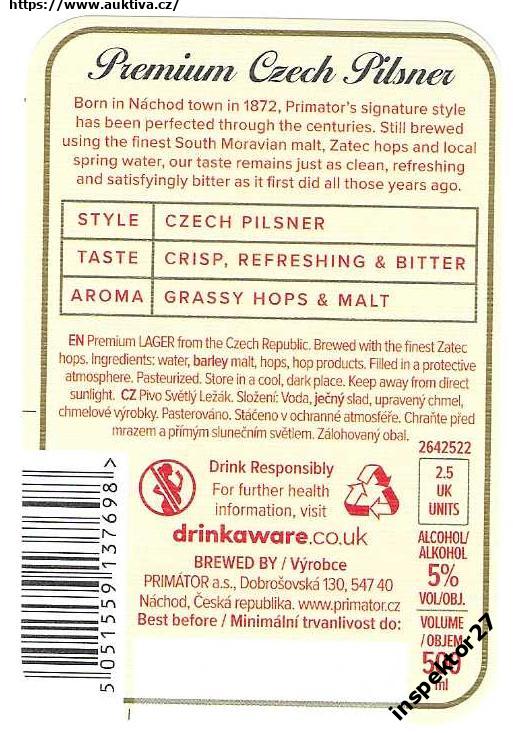 https://www.auktiva.cz/
Premium Czech Pilsner
Born in Náchod town in 1872, Primator's signature style
has been perfected through the centuries. Still brewed
using the finest South Moravian malt, Zatec hops and local
spring water, our taste remains just as clean, refreshing
and satisfyingly bitter as it first did all those years ago.
STYLE CZECH PILSNER
TASTE CRISP, REFRESHING & BITTER
AROMA GRASSY HOPS & MALT
EN Premium LAGER from the Czech Republic. Brewed with the finest Zatec
hops. Ingredients: water, barley malt, hops, hop products. Filled in a protective
atmosphere. Pasteurized. Store in a cool, dark place. Keep away from direct
sunlight. CZ Pivo Světlý Ležák. Složení: Voda, ječný slad, upravený chmel,
chmelové výrobky. Pasterováno. Stáčeno v ochranné atmosféře. Chraňte před
mrazem a přímým slunečním světlem. Zálohovaný obal.
2642522
Drink Responsibly
For further health
information, visit
drinkaware.co.uk
2.5
UK
UNITS
BREWED BY / Výrobce
PRIMÁTOR a.s., Dobrošovská 130, 547 40
Náchod, Česká republika. www.primator.cz
Best before / Minimální trvanlivost do:
ALCOHOL/
ALKOHOL
5%
VOL/OBJ.
VOLUME
/ OBJEM
500
ml
5 051559 137698 >
inspektor27